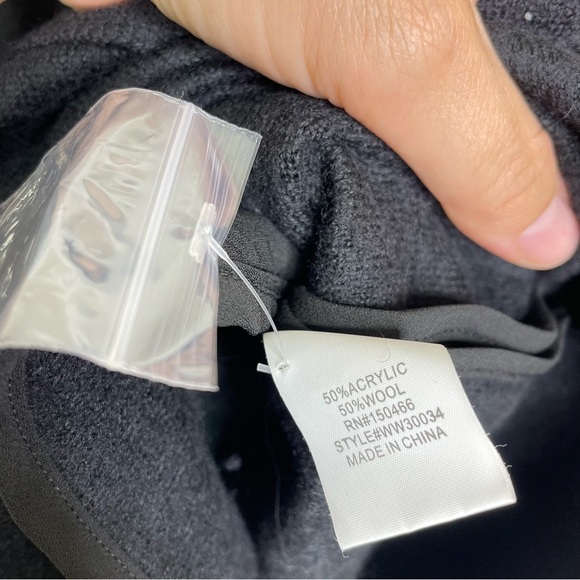 50%ACRYLIC
50%WOOL
RN#150466
STYLE#WW30034
MADE IN CHINA